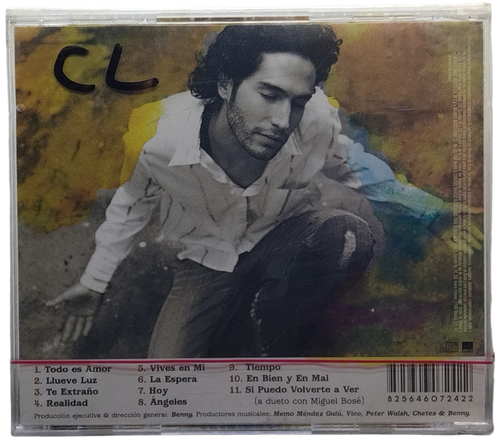 CL
1. Todo es Amor
2. Llueve Luz
3. Te Extraño
4. Realidad
5. Vives en Mi
6. La Espera
7. Hoy
8. Ángeles
9. Tiempo
10. En Bien y En Mal
11. Si Puedo Volverte a Ver
(a dueto con Miguel Bosé)
825646072422
Producción ejecutiva & dirección general: Benny. Productores musicales: Memo Méndez Guiú, Vico, Peter Walsh, Chetes & Benny.